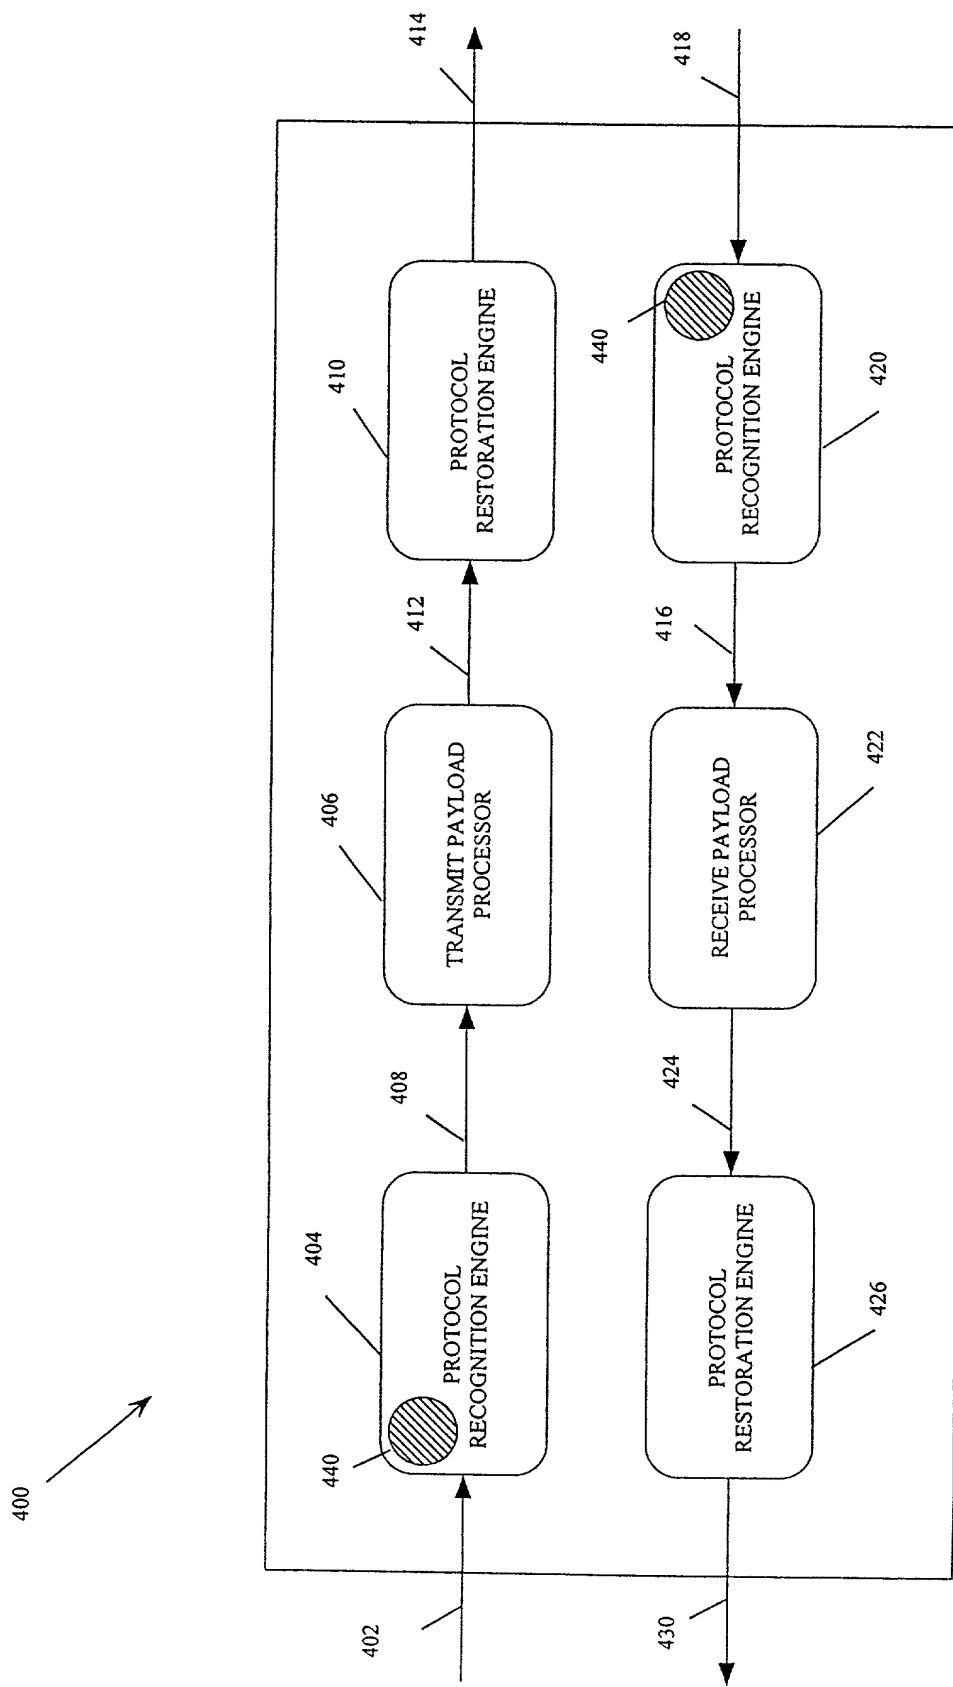 400
402
440
404
PROTOCOL
RECOGNITION ENGINE
408
406
TRANSMIT PAYLOAD
PROCESSOR
412
410
PROTOCOL
RESTORATION ENGINE
414
430
426
PROTOCOL
RESTORATION ENGINE
424
422
RECEIVE PAYLOAD
PROCESSOR
416
440
420
PROTOCOL
RECOGNITION ENGINE
418